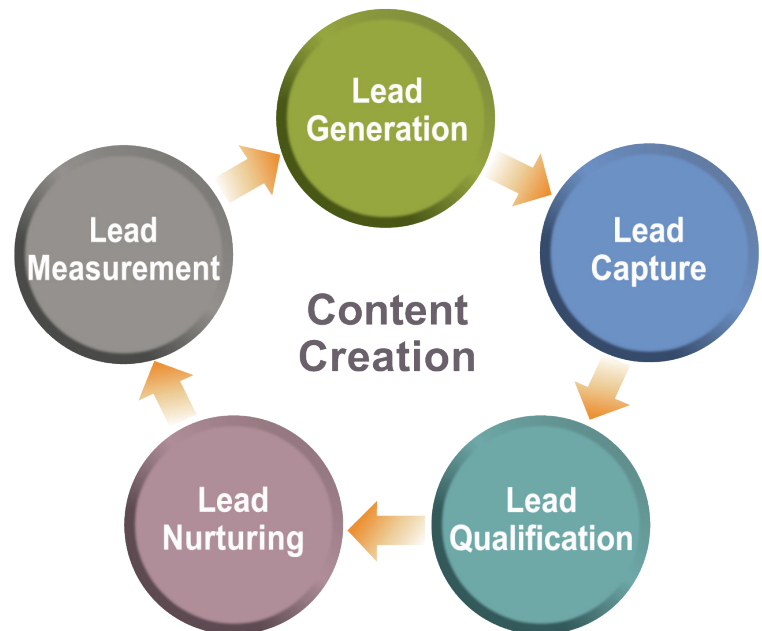 Lead
Generation
Lead
Capture
Lead
Qualification
Lead
Nurturing
Lead
Measurement
Content
Creation